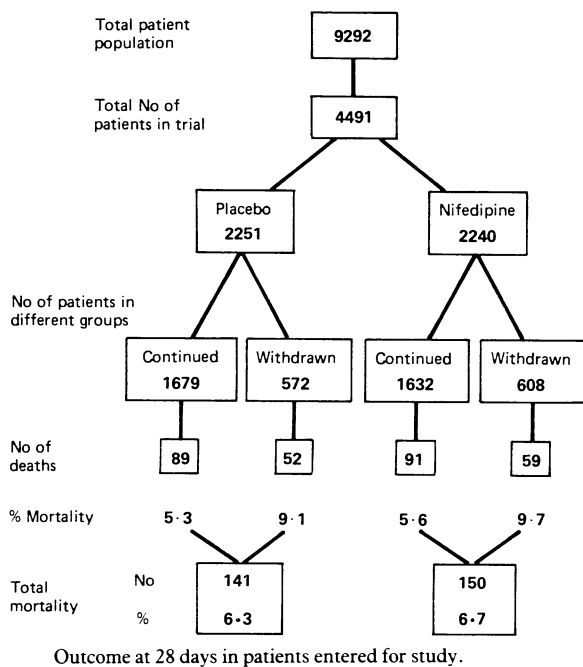 Total patient
population
9292
Total No of
patients in trial
4491
Placebo
2251
Nifedipine
2240
No of patients in
different groups
Continued
1679
Withdrawn
572
Continued
1632
Withdrawn
608
No of
deaths
89
52
91
59
% Mortality
5·3
9·1
5·6
9·7
Total
mortality
No
141
150
%
6·3
6·7
Outcome at 28 days in patients entered for study.